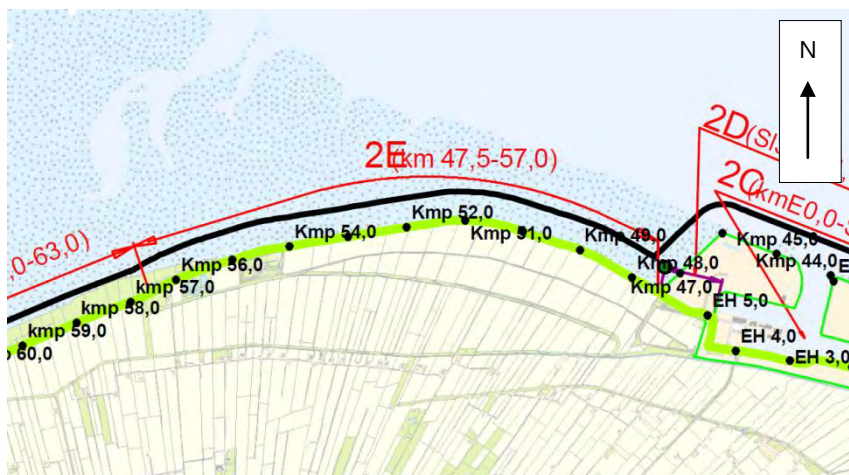 N
2D(Sls
2C(kmE0,0-S
2E(km 47,5-57,0)
,0-63,0)
Kmp 52,0
Kmp 54,0
Kmp 51,0
Kmp 49,0
Kmp 45,0
Kmp 44,0
E
Kmp 56,0
Kmp 48,0
Kmp 47,0
kmp 57,0
kmp 58,0
EH 5,0
kmp 59,0
EH 4,0
p 60,0
EH 3,0